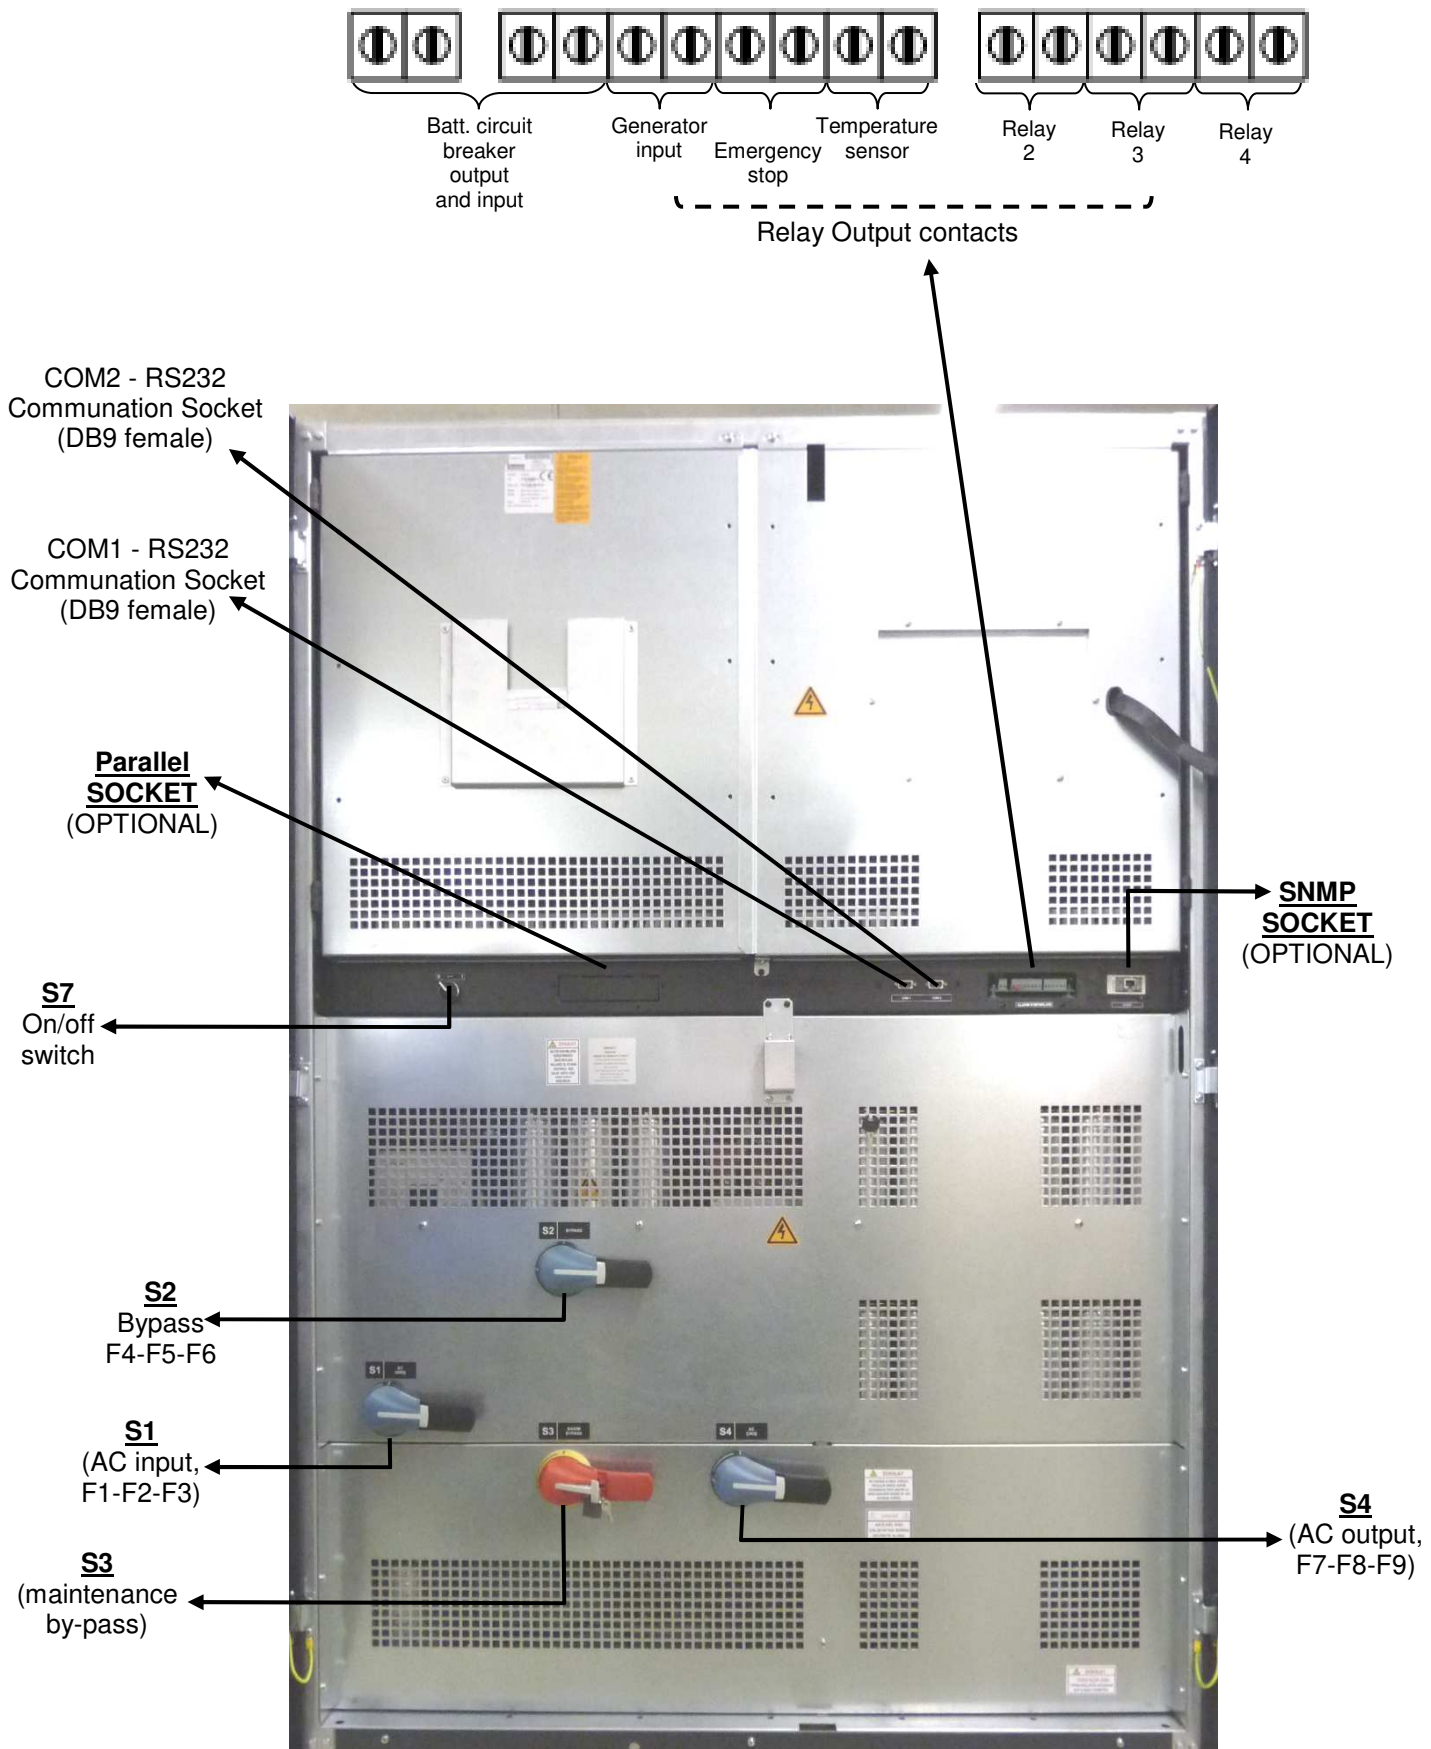 Batt. circuit
breaker
output
and input
Generator
input
Emergency
stop
Temperature
sensor
Relay
2
Relay
3
Relay
4
Relay Output contacts
COM2 - RS232
Communation Socket
(DB9 female)
COM1 - RS232
Communation Socket
(DB9 female)
Parallel
SOCKET
(OPTIONAL)
SNMP
SOCKET
(OPTIONAL)
S7
On/off
switch
S2
Bypass
F4-F5-F6
S1
(AC input,
F1-F2-F3)
S3
(maintenance
by-pass)
S4
(AC output,
F7-F8-F9)
S2 BYPASS
S1
S3
BYPASS
S4